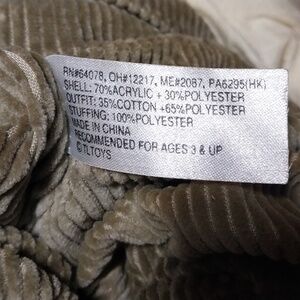 RN#64078, OH#12217, ME#2087, PA6295(HK)
SHELL: 70%ACRYLIC + 30%POLYESTER
OUTFIT: 35%COTTON +65%POLYESTER
STUFFING: 100%POLYESTER
MADE IN CHINA
RECOMMENDED FOR AGES 3 & UP
© TLTOYS